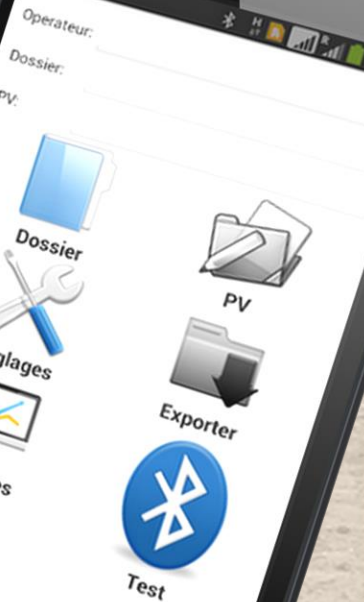 Operateur:
Dossier:
PV:
Dossier
PV
glages
Exporter
es
Test